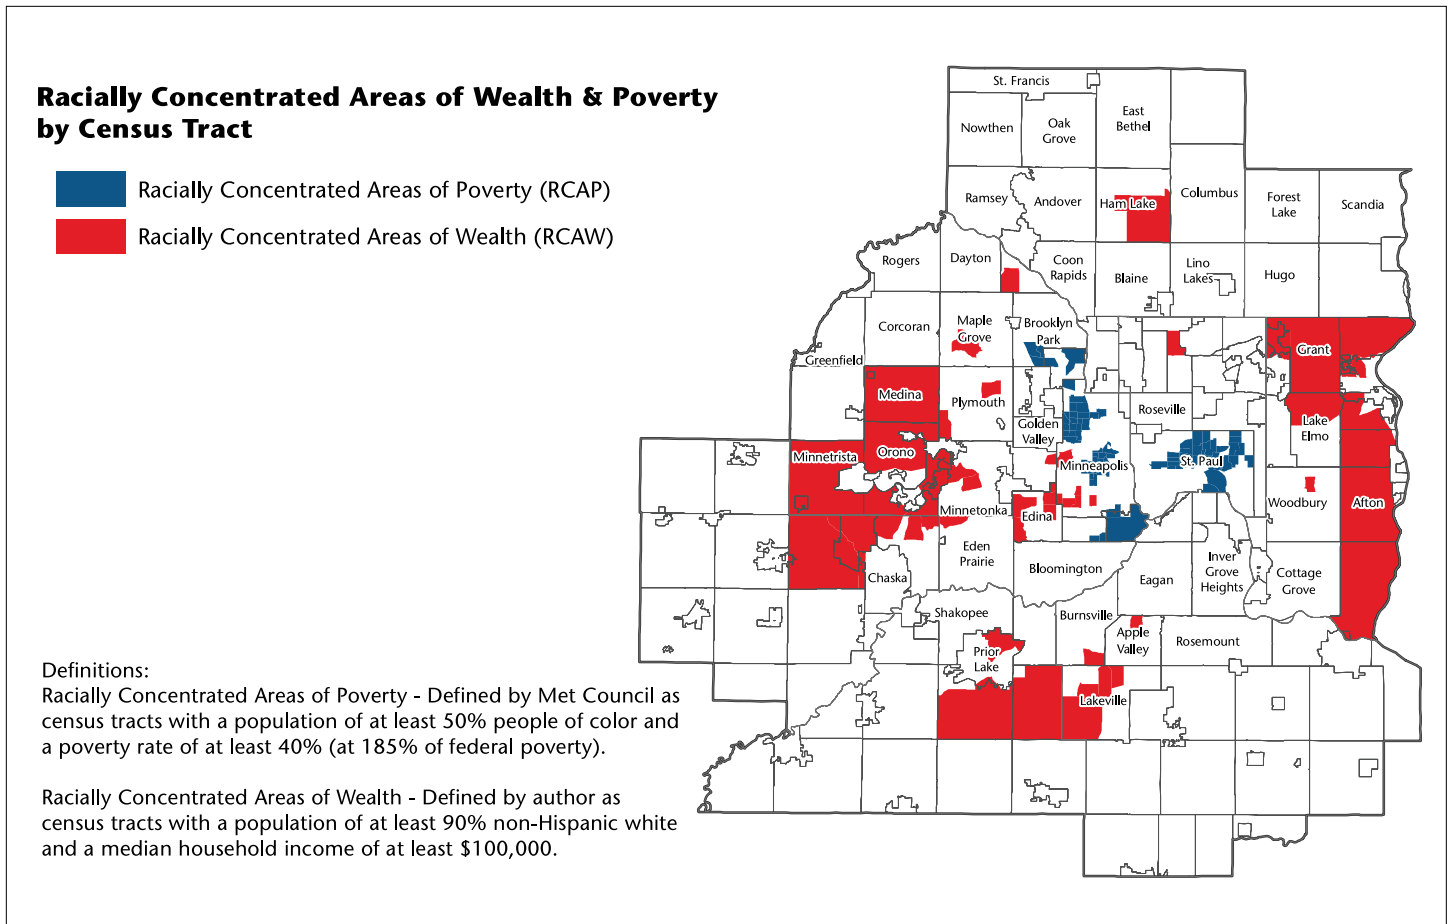 Racially Concentrated Areas of Wealth & Poverty
by Census Tract
Racially Concentrated Areas of Poverty (RCAP)
Racially Concentrated Areas of Wealth (RCAW)
St. Francis
Nowthen
Oak
Grove
East
Bethel
Ramsey
Andover
Ham Lake
Columbus
Forest
Lake
Scandia
Rogers
Dayton
Coon
Rapids
Blaine
Lino
Lakes
Hugo
Corcoran
Maple
Grove
Brooklyn
Park
Grant
Greenfield
Medina
Plymouth
Golden
Valley
Roseville
Lake
Elmo
Minnetrista
Orono
Minneapolis
St. Paul
Minnetonka
Edina
Woodbury
Afton
Eden
Prairie
Chaska
Bloomington
Eagan
Inver
Grove
Heights
Cottage
Grove
Shakopee
Burnsville
Apple
Valley
Rosemount
Prior
Lake
Lakeville
Definitions:
Racially Concentrated Areas of Poverty - Defined by Met Council as
census tracts with a population of at least 50% people of color and
a poverty rate of at least 40% (at 185% of federal poverty).
Racially Concentrated Areas of Wealth - Defined by author as
census tracts with a population of at least 90% non-Hispanic white
and a median household income of at least $100,000.